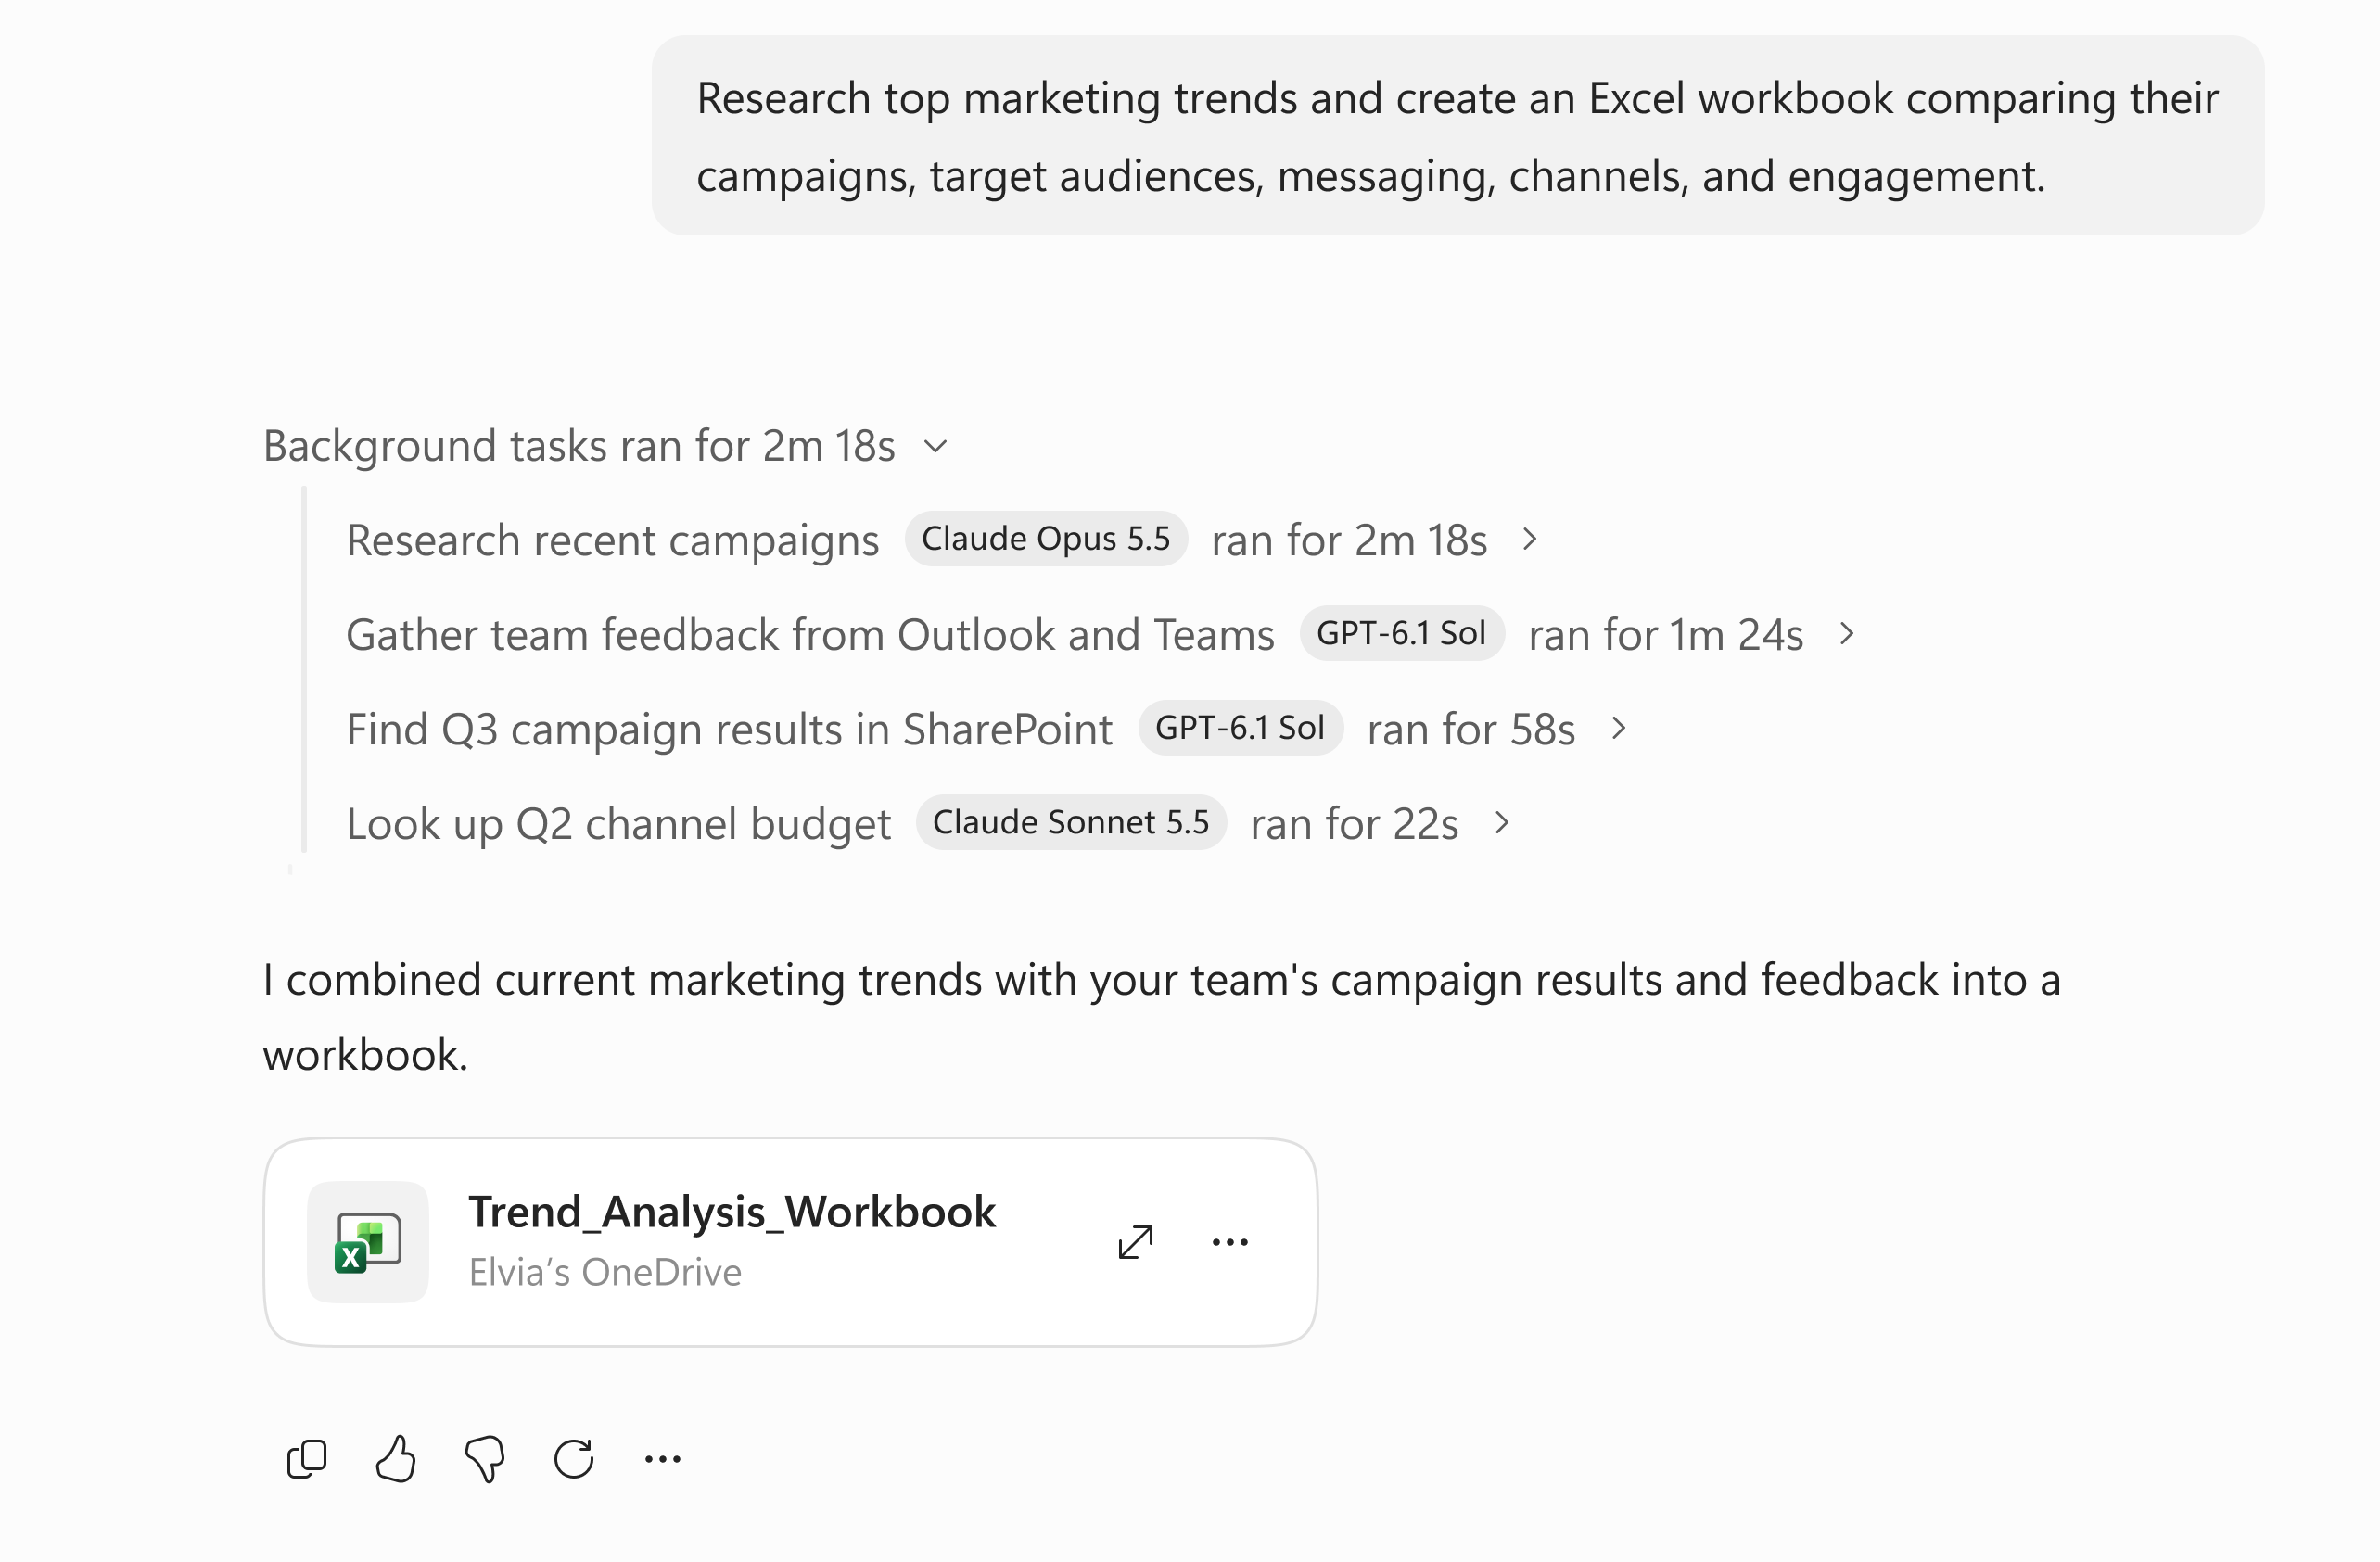 Research top marketing trends and create an Excel workbook comparing their
campaigns, target audiences, messaging, channels, and engagement.
Background tasks ran for 2m 18s
Research recent campaigns Claude Opus 5.5 ran for 2m 18s
Gather team feedback from Outlook and Teams GPT-6.1 Sol ran for 1m 24s
Find Q3 campaign results in SharePoint GPT-6.1 Sol ran for 58s
Look up Q2 channel budget Claude Sonnet 5.5 ran for 22s
I combined current marketing trends with your team's campaign results and feedback into a
workbook.
X
Trend_Analysis_Workbook
Elvia’s OneDrive